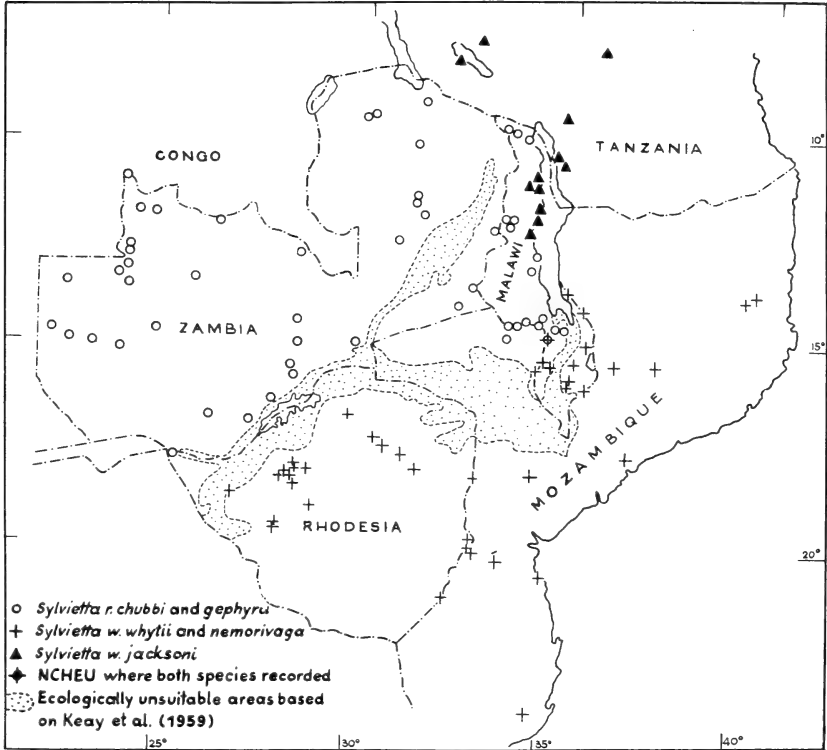 CONGO
TANZANIA
10°
MALAWI
ZAMBIA
15°
MOZAMBIQUE
RHODESIA
20°
Sylvietta r. chubbi and gephyra
Sylvietta w. whytii and nemorivaga
Sylvietta w. jacksoni
NCHEU where both species recorded
Ecologically unsuitable areas based
on Keay et al. (1959)
25°
30°
35°
40°